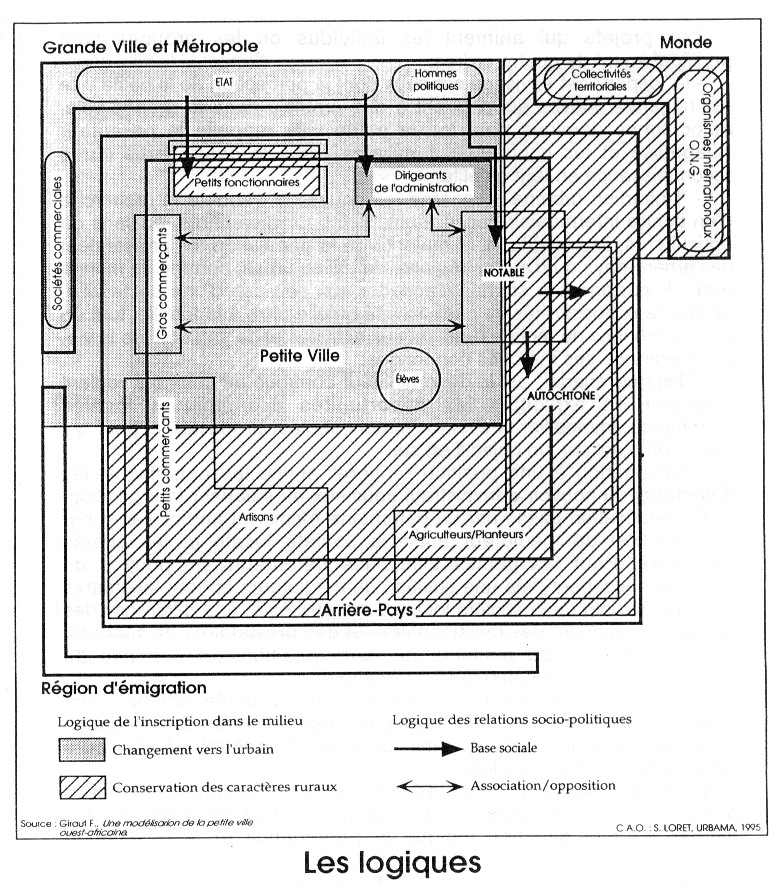 Grande Ville et Métropole
Monde
ETAT
Hommes
politiques
Collectivités
territoriales
Organismes internationaux
O.N.G.
Petits fonctionnaires
Dirigeants
de l'administration
Sociétés commerciales
Gros commerçants
NOTABLE
Petite Ville
Élèves
AUTOCHTONE
Petits commerçants
Artisans
Agriculteurs/Planteurs
Arrière-Pays
Région d'émigration
Logique de l'inscription dans le milieu
Logique des relations socio-politiques
Changement vers l'urbain
Base sociale
Conservation des caractères ruraux
Association/opposition
Source : Giraut F., Une modélisation de la petite ville
ouest-africaine.
C A.O. : S. LORET, URBAMA, 1995
Les logiques